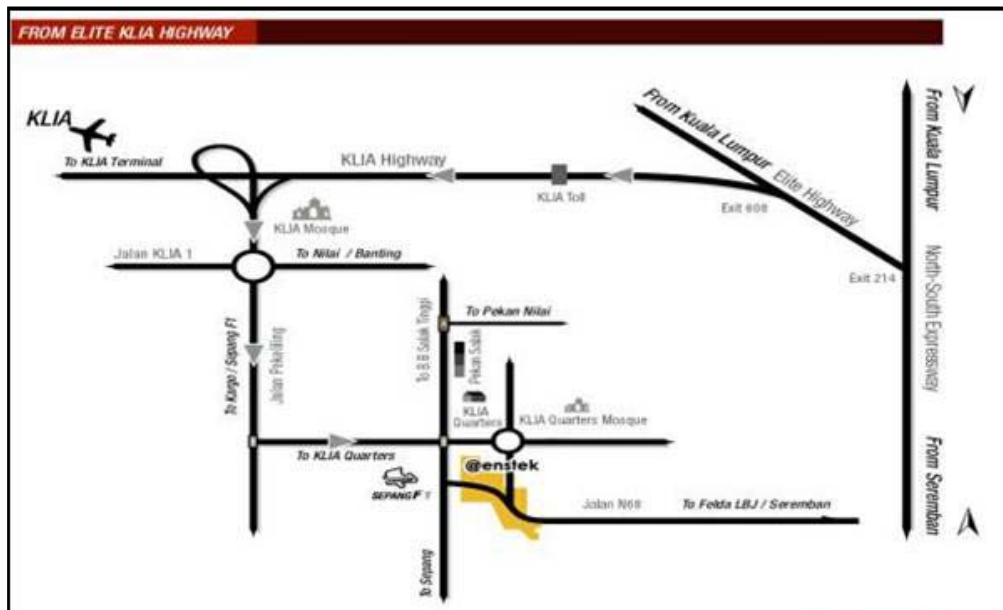 FROM ELITE KLIA HIGHWAY
KLIA
To KLIA Terminal
KLIA Highway
KLIA Toll
From Kuala Lumpur
Elite Highway
Exit 608
From Kuala Lumpur
North-South Expressway
From Seremban
Exit 214
KLIA Mosque
Jalan KLIA 1
To Nilai / Banting
To Kargo / Sepang F1
Jalan Pekeliling
To B.B Salak Tinggi
To Pekan Nilai
Pekan Salak
KLIA
Quarters
KLIA Quarters Mosque
To KLIA Quarters
@enstek
SEPANG F1
Jalan N68
To Felda LBJ / Seremban
To Sepang